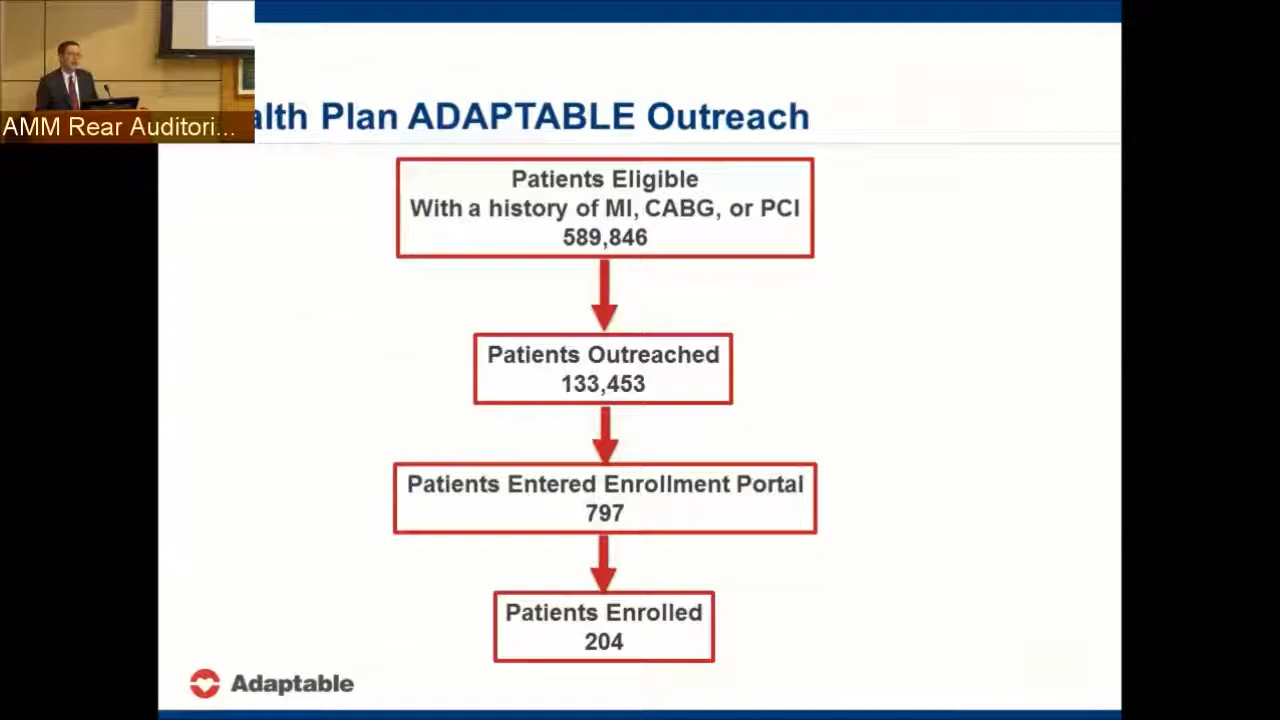 AMM Rear Auditori...
alth Plan ADAPTABLE Outreach
Patients Eligible
With a history of MI, CABG, or PCI
589,846
Patients Outreached
133,453
Patients Entered Enrollment Portal
797
Patients Enrolled
204
Adaptable